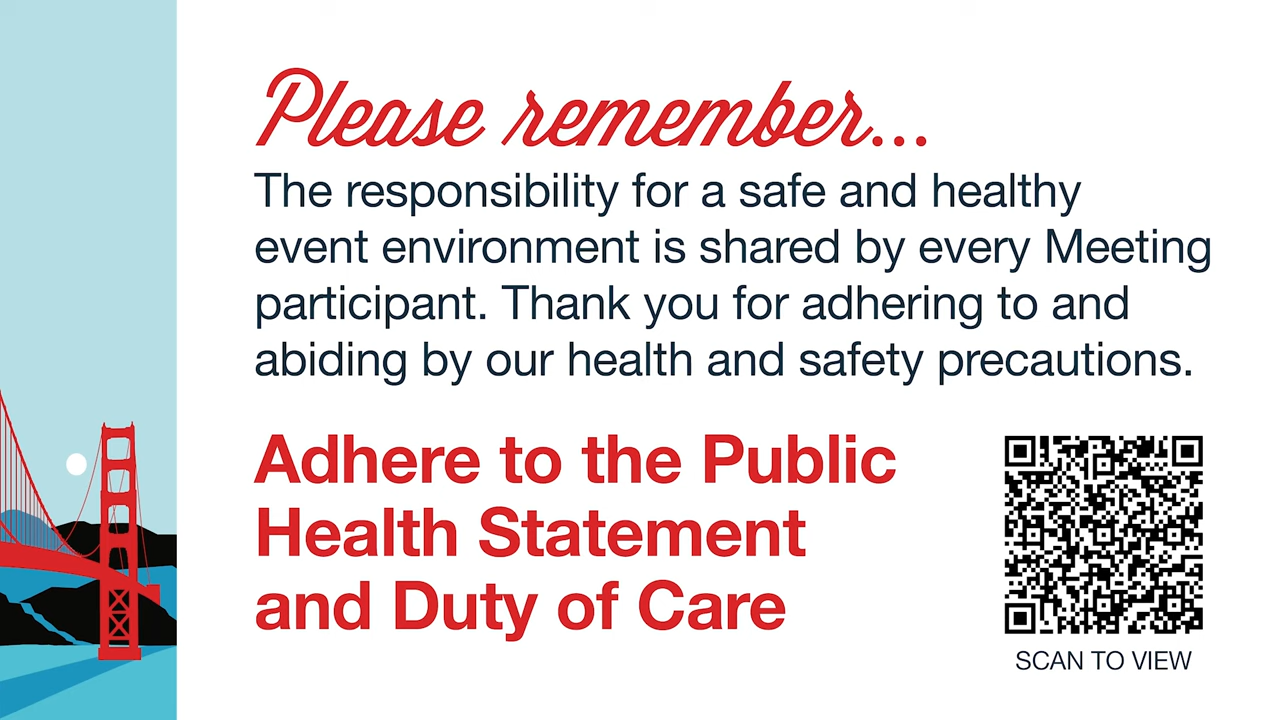 Please remember...
The responsibility for a safe and healthy
event environment is shared by every Meeting
participant. Thank you for adhering to and
abiding by our health and safety precautions.
Adhere to the Public
Health Statement
and Duty of Care
SCAN TO VIEW